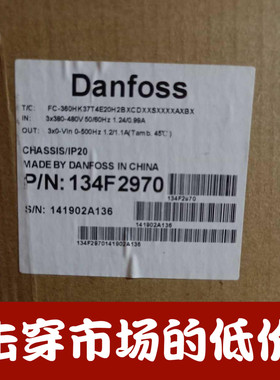 Danfoss
T/C: FC-360HK37T4E20H2BXCDXXSXXXXAXBX
IN: 3x380-480V 50/60Hz 1.24/0.99A
OUT: 3x0-Vin 0-500Hz 1.2/1.1A(Tamb. 45℃)
CHASSIS/IP20
MADE BY DANFOSS IN CHINA
P/N: 134F2970
134F2970
S/N: 141902A136
141902A136
134F2970141902A136
击穿市场的低价